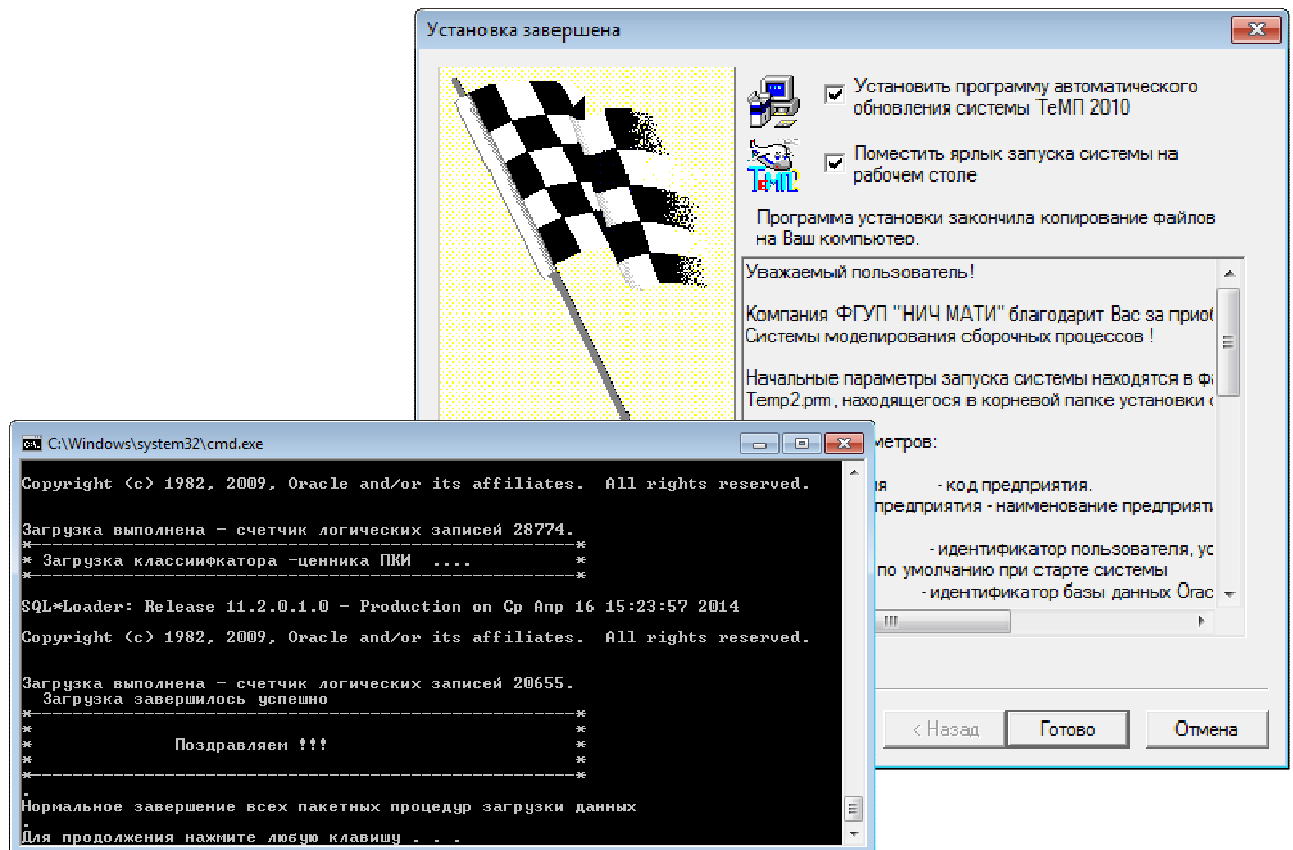 Установка завершена
Установить программу автоматического
обновления системы ТеМП 2010
ТеМП
Поместить ярлык запуска системы на
рабочем столе
Программа установки закончила копирование файлов
на Ваш компьютер.
Уважаемый пользователь!
Компания ФГУП "НИЧ МАТИ" благодарит Вас за приоб
Системы моделирования сборочных процессов !
Начальные параметры запуска системы находятся в
Temp2.prm, находящегося в корневой папке установки
метров:
- код предприятия.
предприятия - наименование предприяти
- идентификатор пользователя, ус
по умолчанию при старте системы
- идентификатор базы данных Orac
< Назад
Готово
Отмена
C:\Windows\system32\cmd.exe
Copyright (c) 1982, 2009, Oracle and/or its affiliates.  All rights reserved.
Загрузка выполнена - счетчик логических записей 28774.
*-----------------------------------------------------*
* Загрузка классиификатора -ценника ПКИ  ....         *
*-----------------------------------------------------*
SQL*Loader: Release 11.2.0.1.0 - Production on Ср Апр 16 15:23:57 2014
Copyright (c) 1982, 2009, Oracle and/or its affiliates.  All rights reserved.
Загрузка выполнена - счетчик логических записей 20655.
Загрузка завершилось успешно
*-----------------------------------------------------*
*                                                     *
*              Поздравляем !!!                        *
*                                                     *
*-----------------------------------------------------*
.
Нормальное завершение всех пакетных процедур загрузки данных
.
Для продолжения нажмите любую клавишу . . .